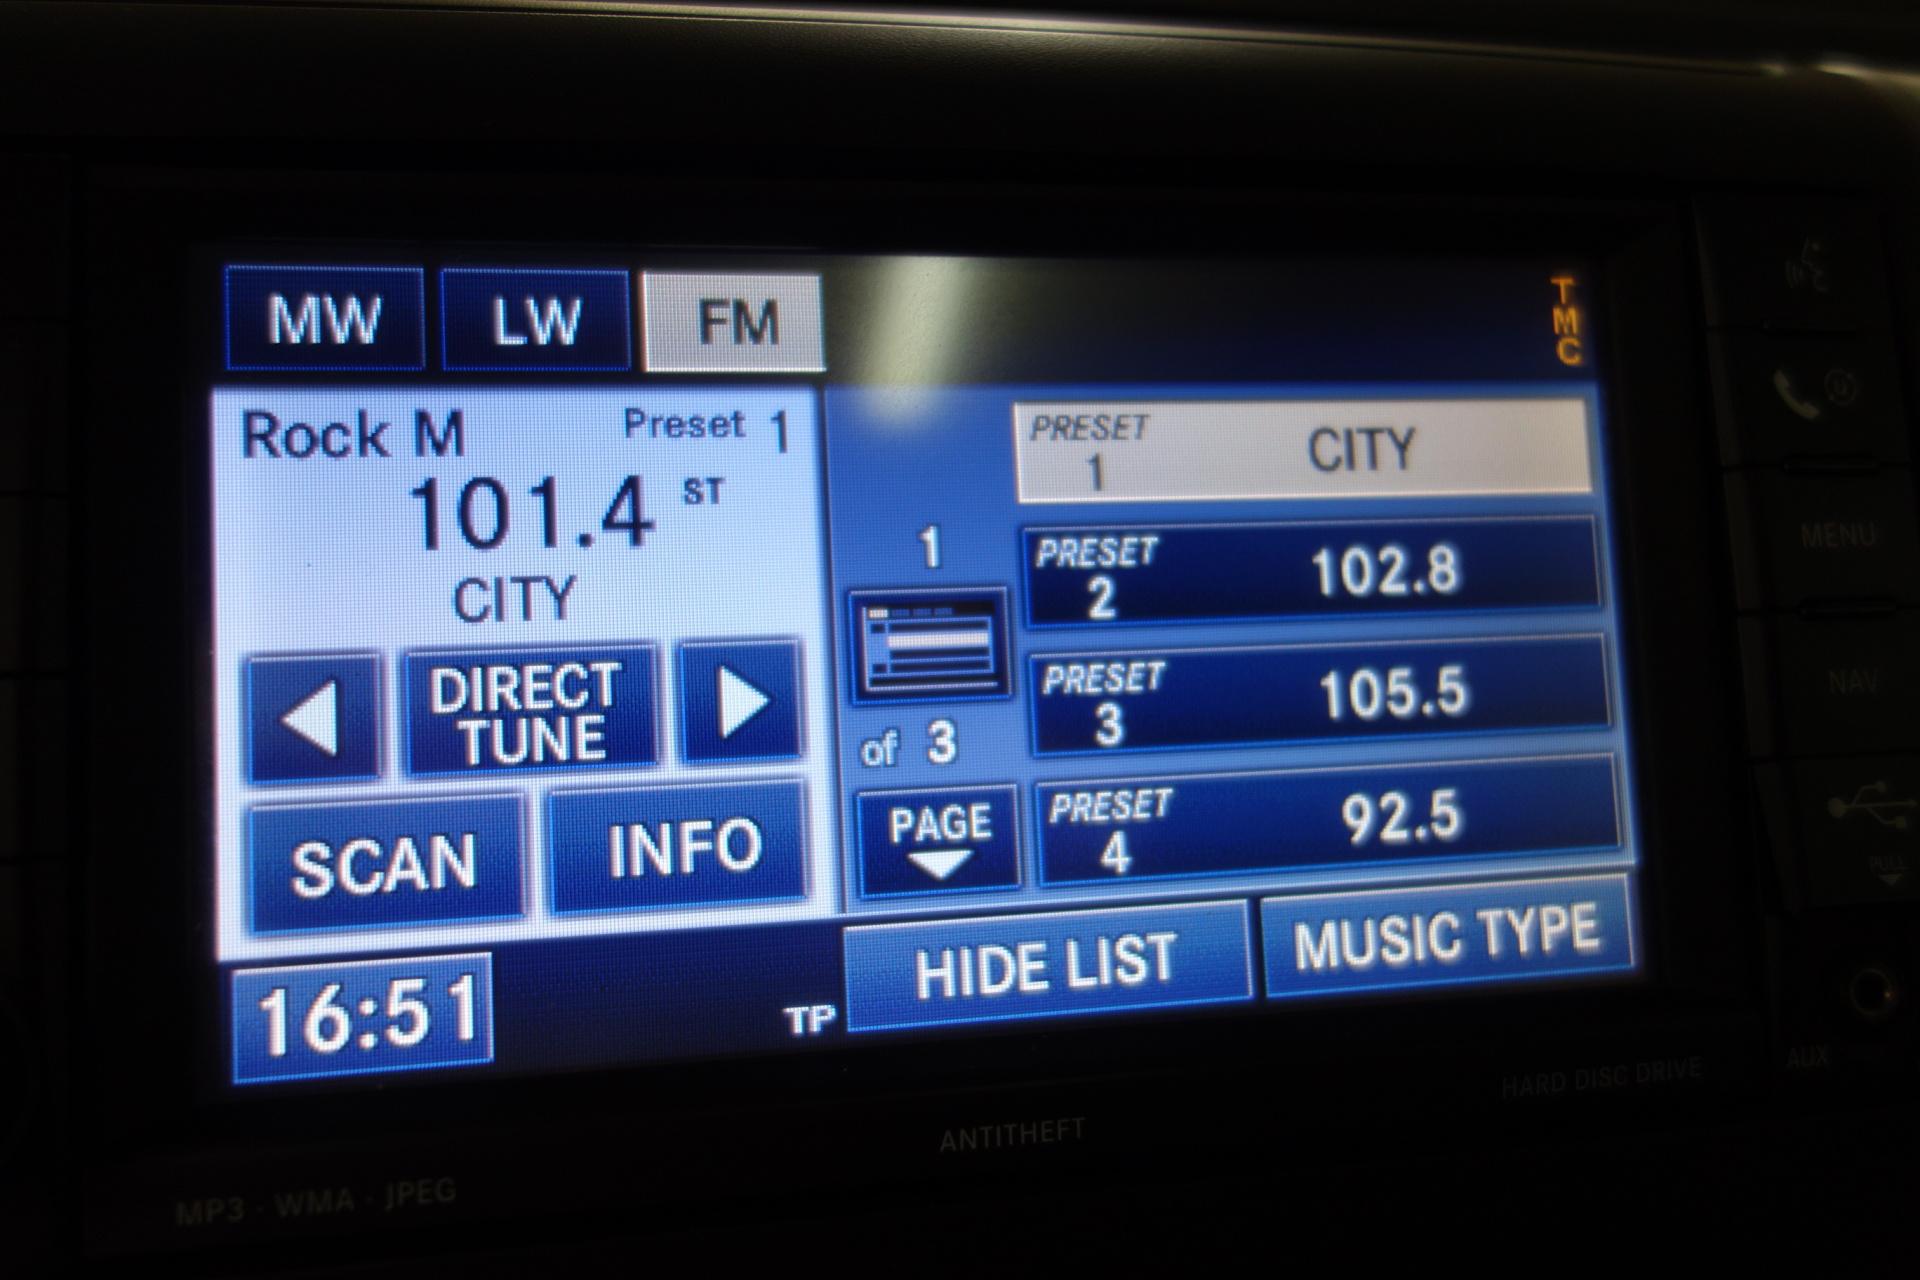 MW LW FM
TMC
Rock M Preset 1
101.4 ST
CITY
DIRECT
TUNE
SCAN INFO
1
of 3
PAGE
PRESET
1 CITY
PRESET
2 102.8
PRESET
3 105.5
PRESET
4 92.5
16:51
TP
HIDE LIST MUSIC TYPE
MENU
NAV
PULL
AUX
HARD DISC DRIVE
ANTITHEFT
MP3 · WMA · JPEG